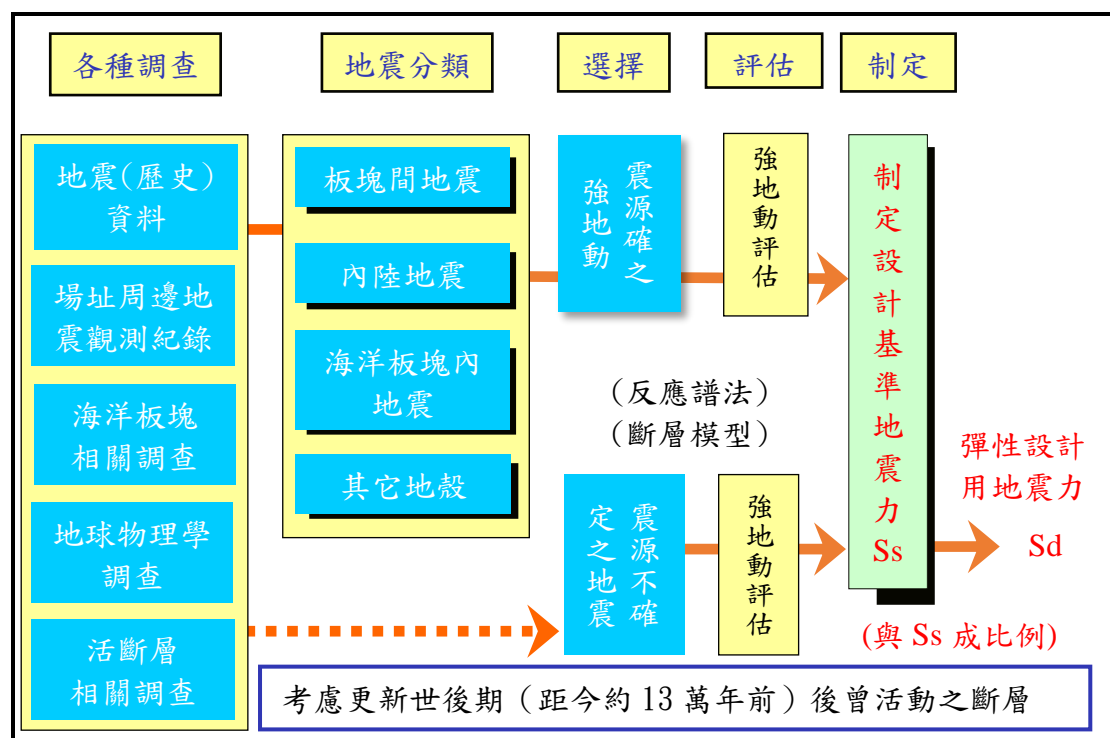 各種調查
地震分類
選擇
評估
制定
地震(歷史)
資料
場址周邊地
震觀測紀錄
海洋板塊
相關調查
地球物理學
調查
活斷層
相關調查
板塊間地震
內陸地震
海洋板塊內
地震
其它地殼
震源確之
強地動
強地動評估
(反應譜法)
(斷層模型)
震源不確
定之地震
強地動評估
制定設計基準地震力
Ss
彈性設計
用地震力
Sd
(與 Ss 成比例)
考慮更新世後期（距今約 13 萬年前）後曾活動之斷層